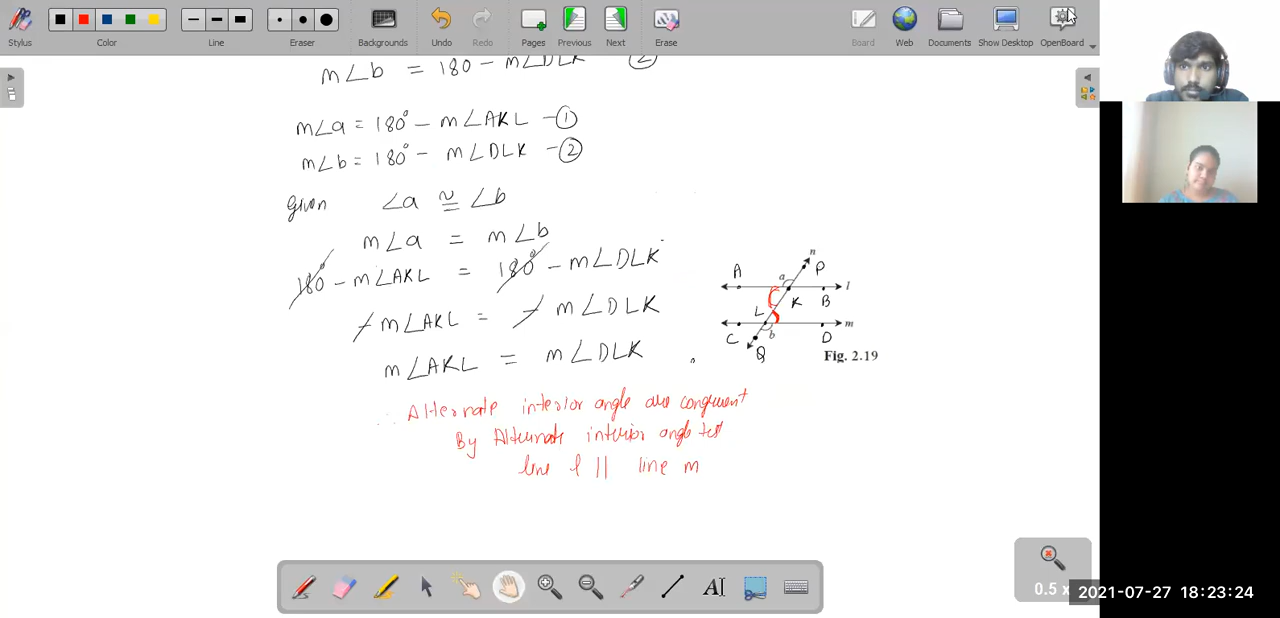 Stylus
Color
Line
Eraser
Backgrounds
Undo
Redo
Pages
Previous
Next
Erase
Board
Web
Documents
Show Desktop
OpenBoard
m∠b = 180 - m∠DLK 2
m∠a = 180° - m∠AKL - ①
m∠b = 180° - m∠DLK - ②
Given ∠a ≅ ∠b
m∠a = m∠b
180° - m∠AKL = 180° - m∠DLK
- m∠AKL = - m∠DLK
m∠AKL = m∠DLK
∴ Alternate interior angle are congruent
By Alternate interior angle test
line l || line m
n
A a P
K B l
L
C b D m
Q
Fig. 2.19
AI
0.5 x
2021-07-27 18:23:24